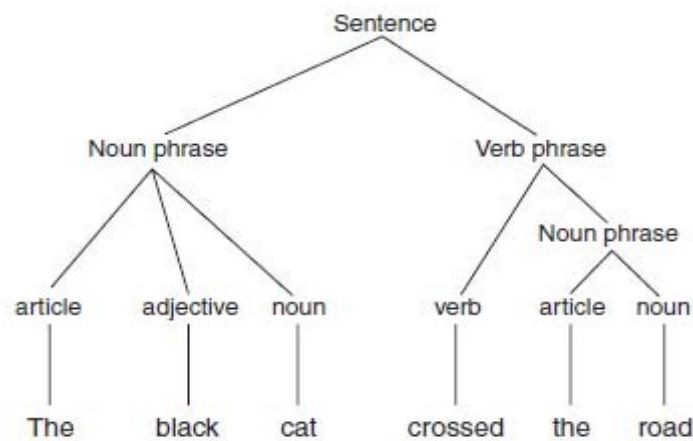 Sentence
Noun phrase Verb phrase
Noun phrase
article adjective noun verb article noun
The black cat crossed the road